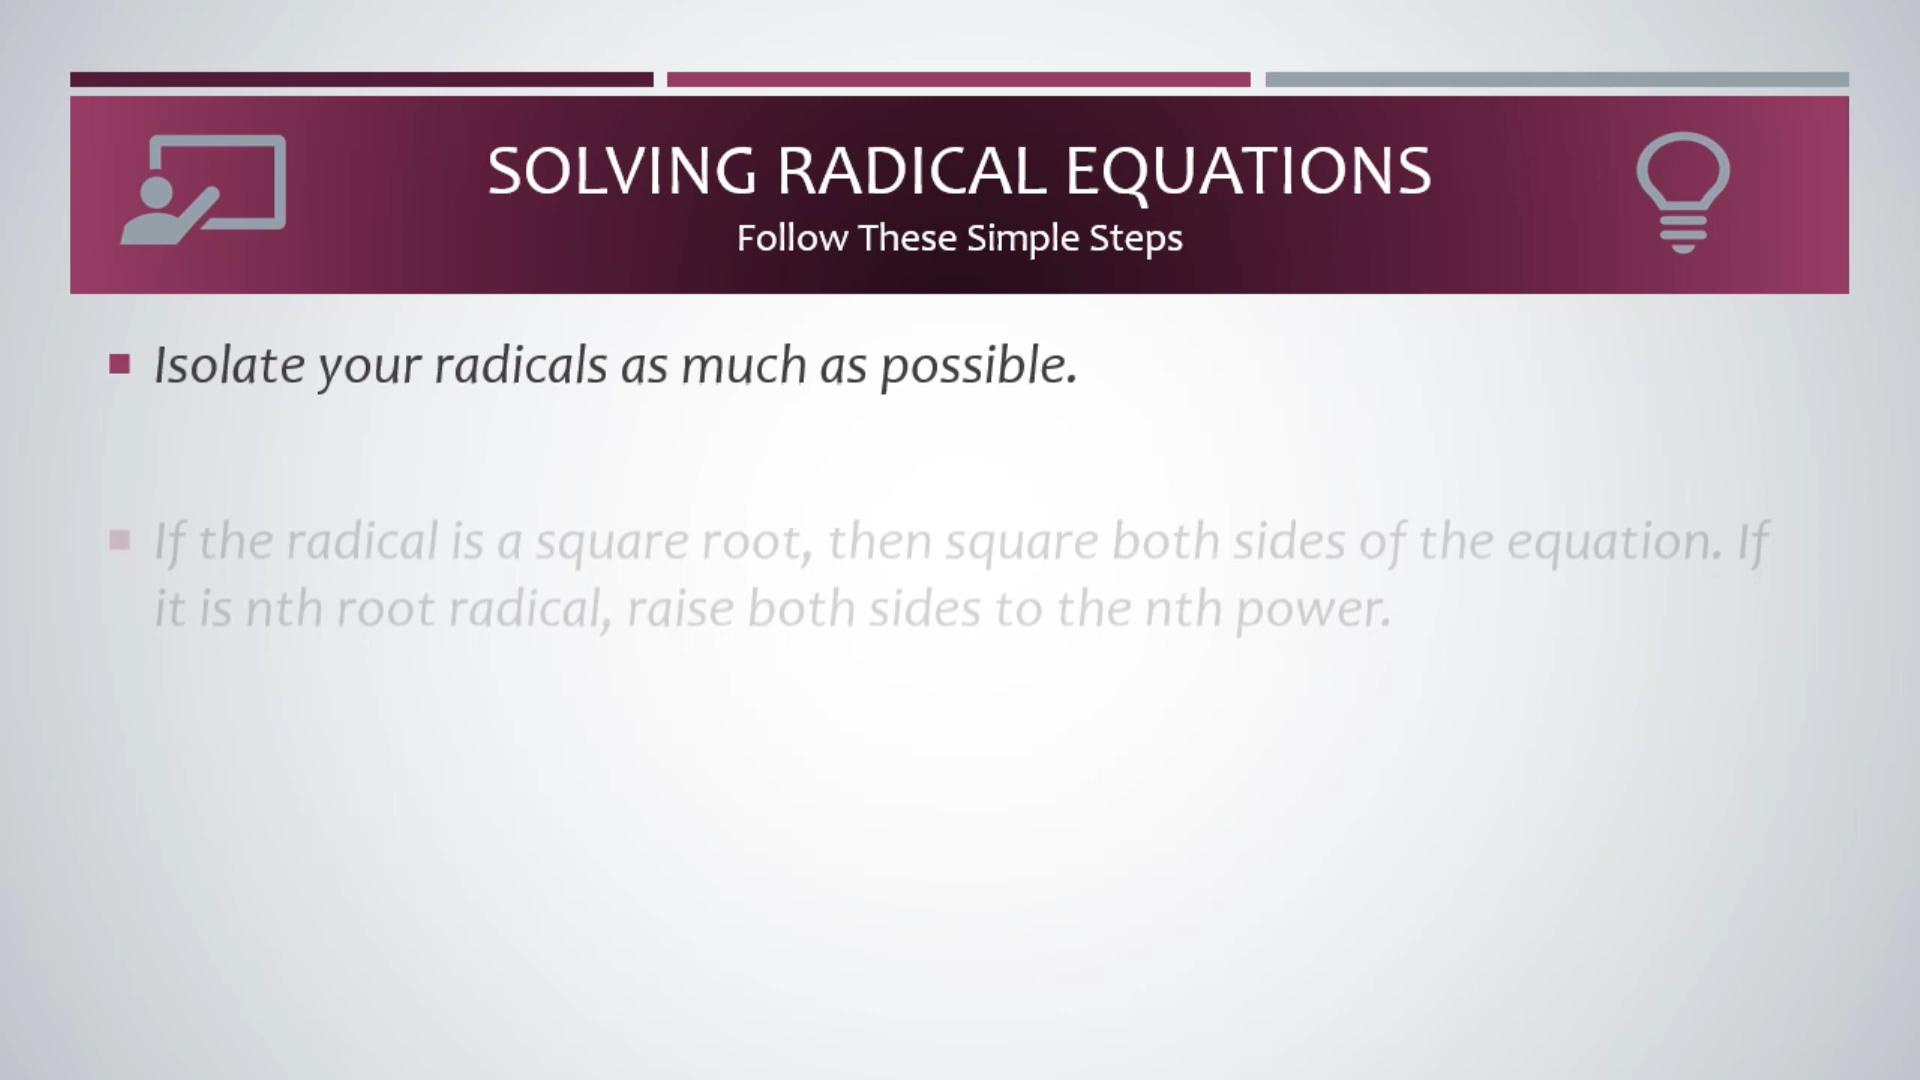 SOLVING RADICAL EQUATIONS
Follow These Simple Steps
Isolate your radicals as much as possible.
If the radical is a square root, then square both sides of the equation. If
it is nth root radical, raise both sides to the nth power.